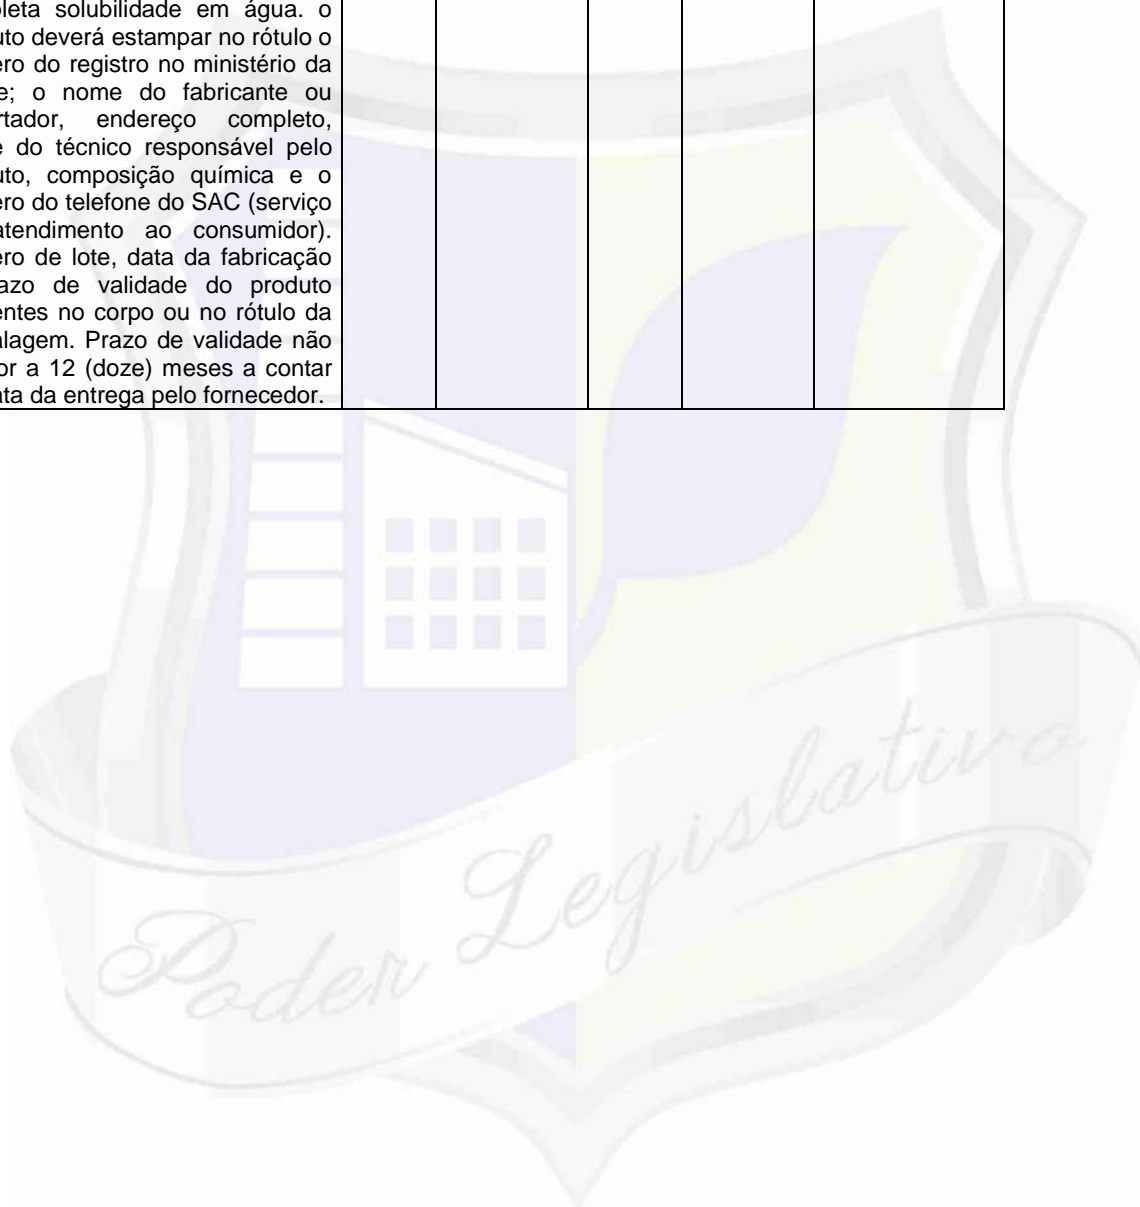 pleta solubilidade em água. o
uto deverá estampar no rótulo o
ero do registro no ministério da
e; o nome do fabricante ou
rtador, endereço completo,
e do técnico responsável pelo
uto, composição química e o
ero do telefone do SAC (serviço
atendimento ao consumidor).
ero de lote, data da fabricação
azo de validade do produto
entes no corpo ou no rótulo da
alagem. Prazo de validade não
or a 12 (doze) meses a contar
ata da entrega pelo fornecedor.
Poder Legislativo